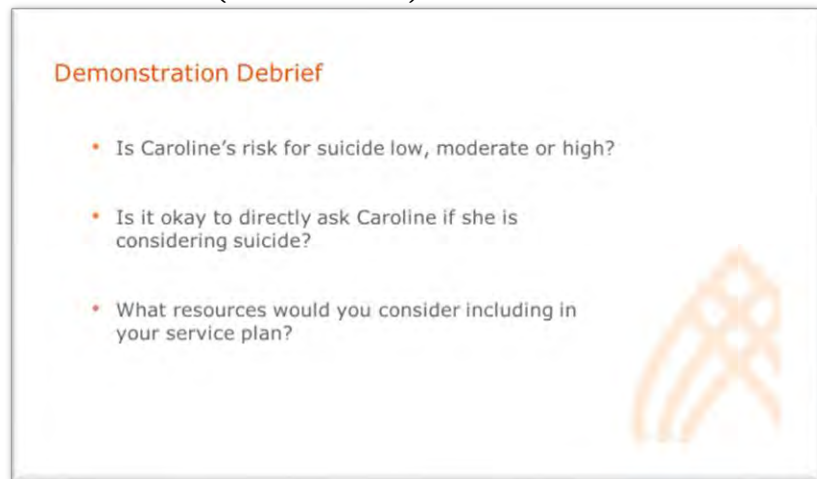 Demonstration Debrief
• Is Caroline's risk for suicide low, moderate or high?
• Is it okay to directly ask Caroline if she is
considering suicide?
• What resources would you consider including in
your service plan?